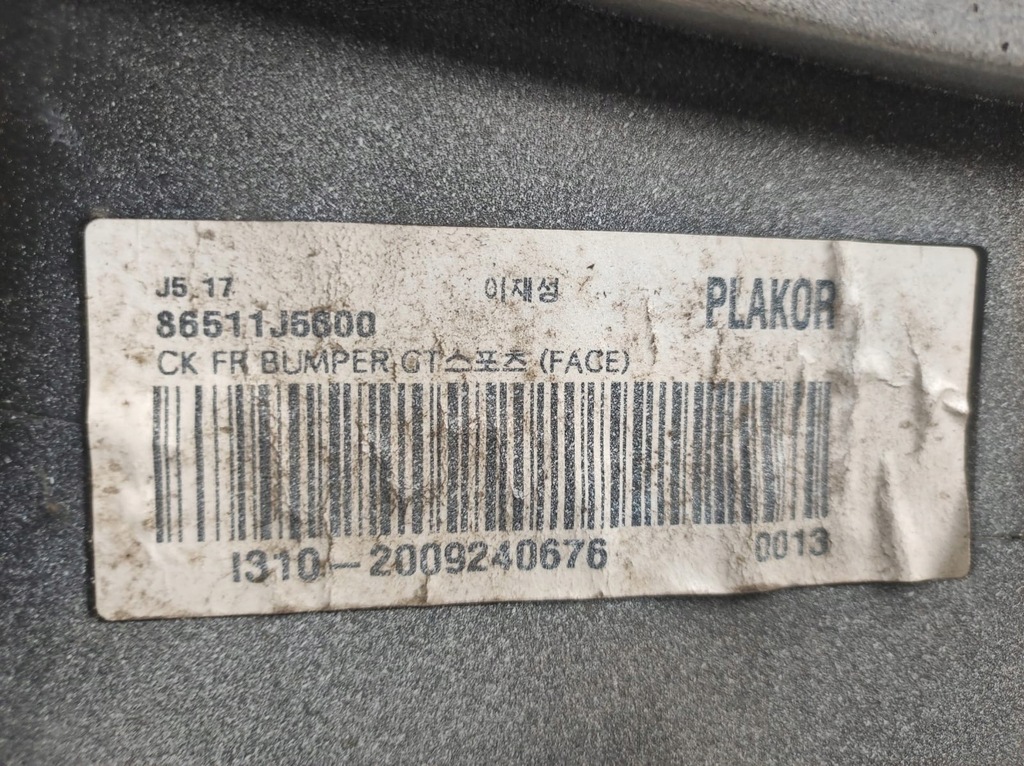 J5 17 이재성 PLAKOR
86511J5600
CK FR BUMPER GT스포츠 (FACE)
I310-2009240676 0013